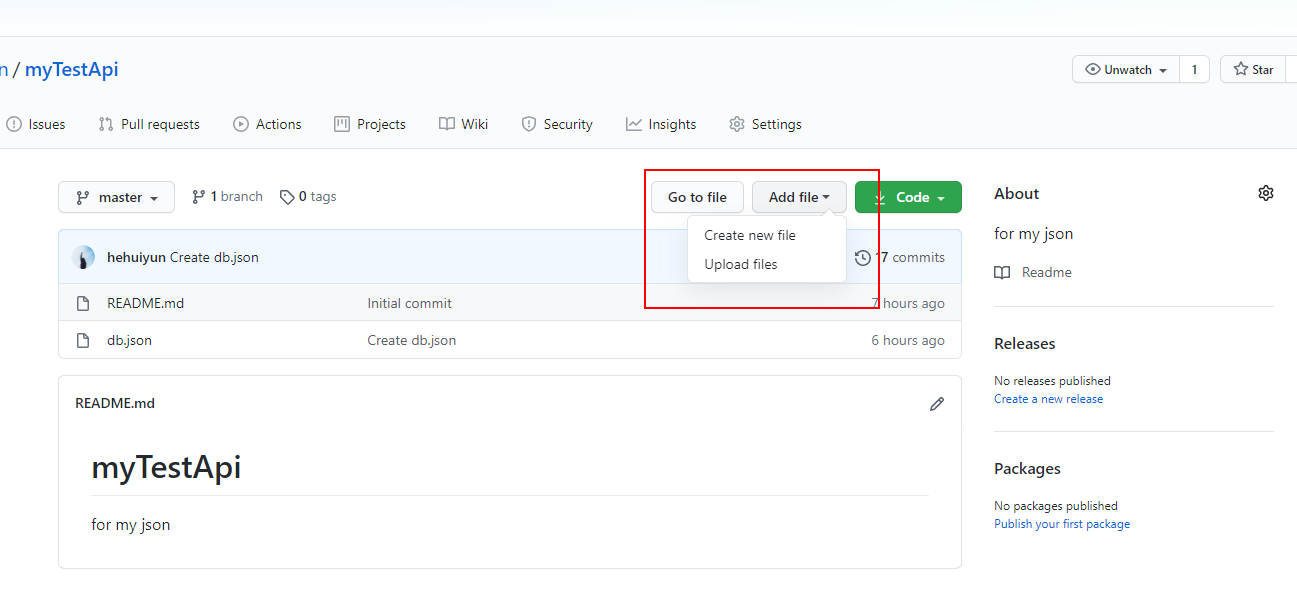 n / myTestApi
Unwatch 1 Star
Issues Pull requests Actions Projects Wiki Security Insights Settings
master 1 branch 0 tags Go to file Add file Code
Create new file
Upload files
hehuiyun Create db.json 17 commits
README.md Initial commit 7 hours ago
db.json Create db.json 6 hours ago
README.md
myTestApi
for my json
About
for my json
Readme
Releases
No releases published
Create a new release
Packages
No packages published
Publish your first package